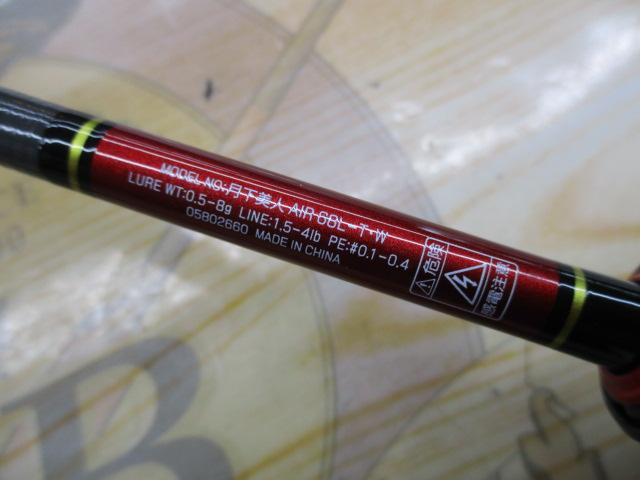 MODEL NO:月下美人 AIR 68L-T・W
LURE WT:0.5-8g LINE:1.5-4lb PE:#0.1-0.4
05802660 MADE IN CHINA
危険
感電注意
B